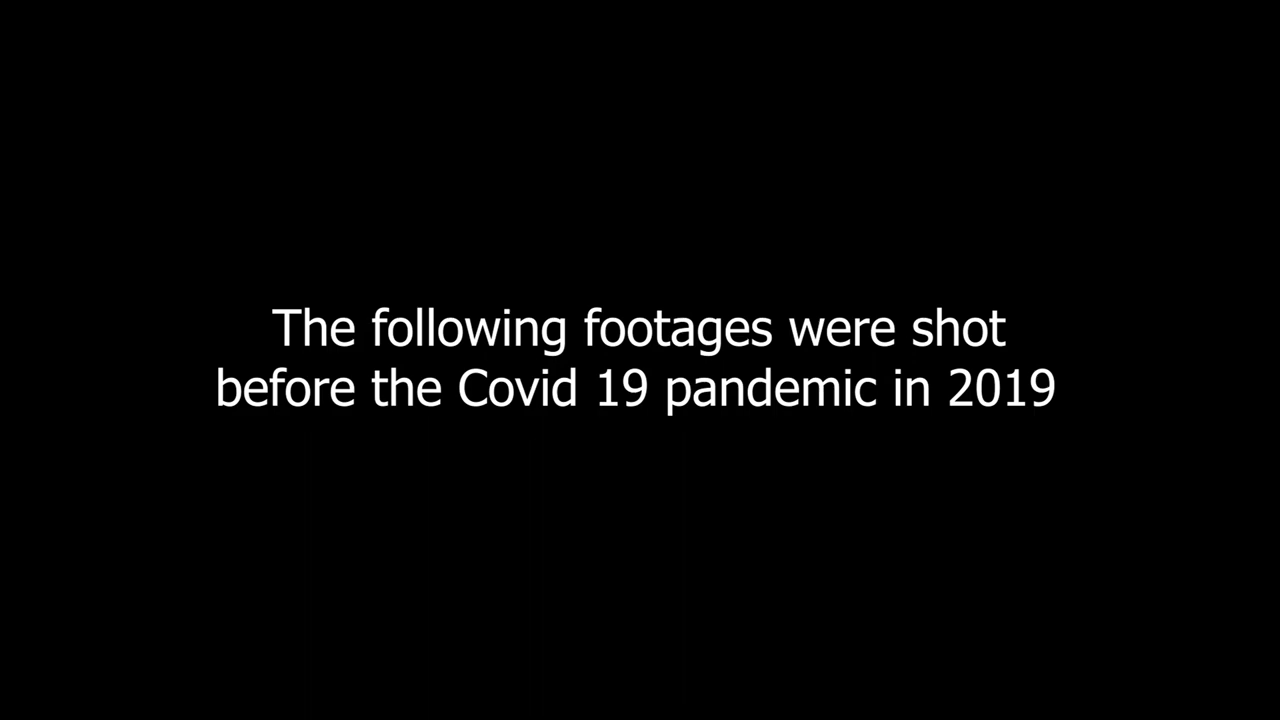 The following footages were shot
before the Covid 19 pandemic in 2019